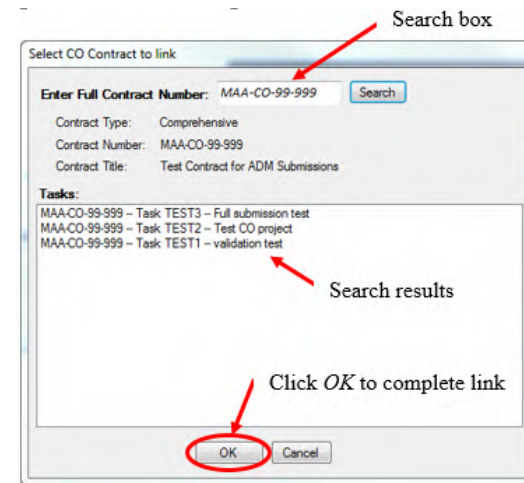 Search box
Select CO Contract to link
Enter Full Contract Number: MAA-CO-99-999 Search
Contract Type: Comprehensive
Contract Number: MAA-CO-99-999
Contract Title: Test Contract for ADM Submissions
Tasks:
MAA-CO-99-999 -- Task TEST3 -- Full submission test
MAA-CO-99-999 -- Task TEST2 -- Test CO project
MAA-CO-99-999 -- Task TEST1 -- validation test
Search results
Click OK to complete link
OK Cancel